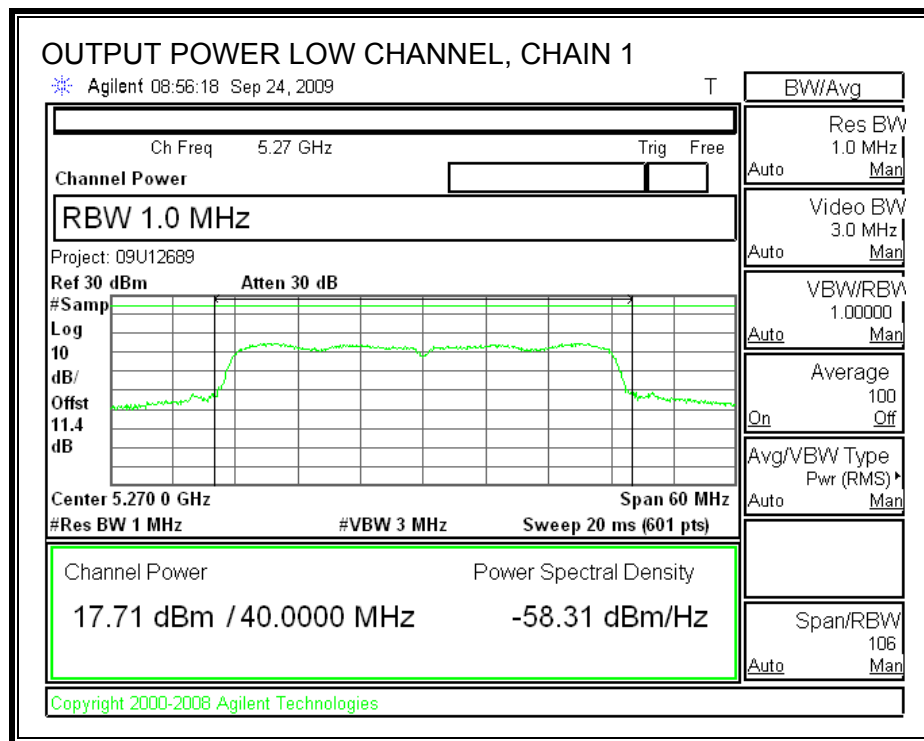 OUTPUT POWER LOW CHANNEL, CHAIN 1
Agilent 08:56:18 Sep 24, 2009 T
BW/Avg
Ch Freq 5.27 GHz Trig Free
Channel Power
RBW 1.0 MHz
Project: 09U12689
Ref 30 dBm Atten 30 dB
#Samp
Log
10
dB/
Offst
11.4
dB
Center 5.270 0 GHz Span 60 MHz
#Res BW 1 MHz #VBW 3 MHz Sweep 20 ms (601 pts)
Channel Power Power Spectral Density
17.71 dBm / 40.0000 MHz -58.31 dBm/Hz
Copyright 2000-2008 Agilent Technologies
Res BW
1.0 MHz
Auto Man
Video BW
3.0 MHz
Auto Man
VBW/RBW
1.00000
Auto Man
Average
100
On Off
Avg/VBW Type
Pwr (RMS)
Auto Man
Span/RBW
106
Auto Man